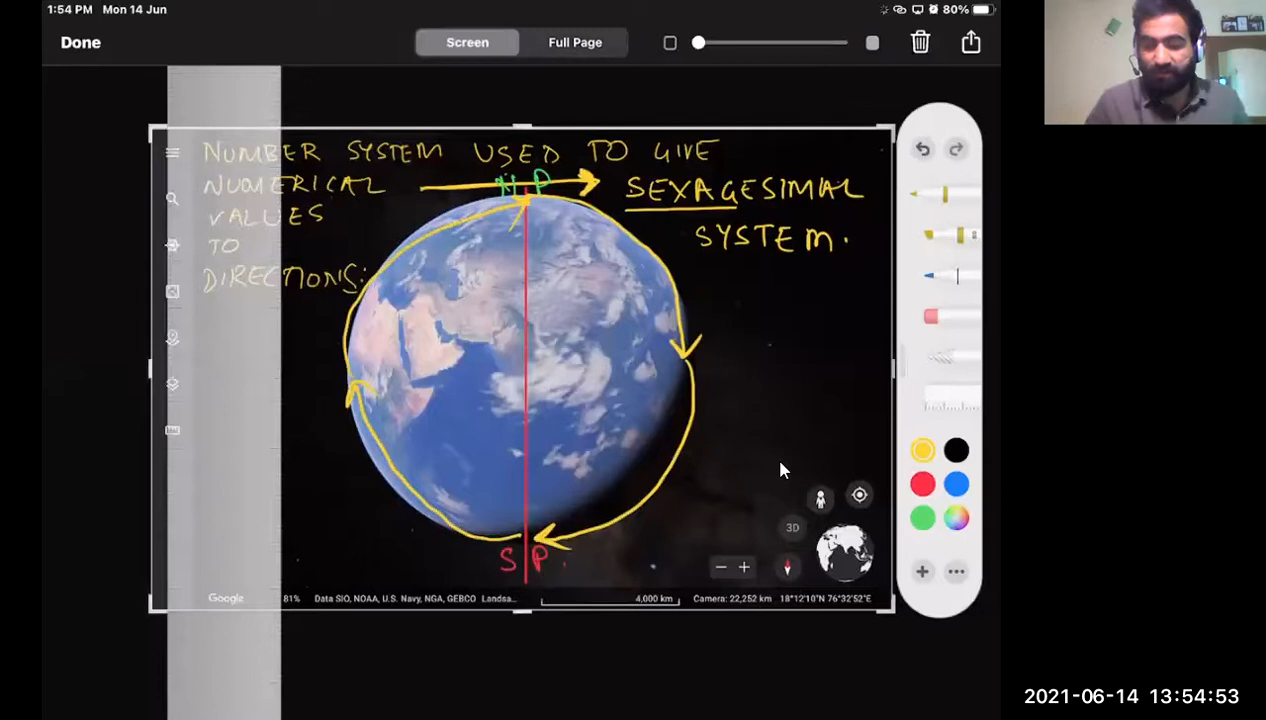 1:54 PM Mon 14 Jun
80%
Done
Screen
Full Page
NUMBER SYSTEM USED TO GIVE
NUMERICAL
VALUES
TO
DIRECTIONS:
N P
SEXAGESIMAL
SYSTEM.
S P.
3D
Google
81%
Data SIO, NOAA, U.S. Navy, NGA, GEBCO Landsa...
4,000 km
Camera: 22,252 km
18°12'10"N 76°32'52"E
2021-06-14 13:54:53